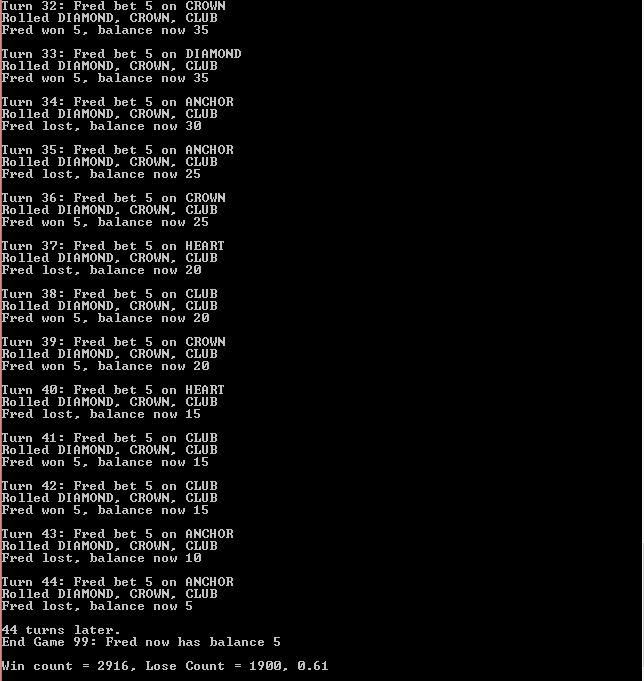 Turn 32: Fred bet 5 on CROWN
Rolled DIAMOND, CROWN, CLUB
Fred won 5, balance now 35
Turn 33: Fred bet 5 on DIAMOND
Rolled DIAMOND, CROWN, CLUB
Fred won 5, balance now 35
Turn 34: Fred bet 5 on ANCHOR
Rolled DIAMOND, CROWN, CLUB
Fred lost, balance now 30
Turn 35: Fred bet 5 on ANCHOR
Rolled DIAMOND, CROWN, CLUB
Fred lost, balance now 25
Turn 36: Fred bet 5 on CROWN
Rolled DIAMOND, CROWN, CLUB
Fred won 5, balance now 25
Turn 37: Fred bet 5 on HEART
Rolled DIAMOND, CROWN, CLUB
Fred lost, balance now 20
Turn 38: Fred bet 5 on CLUB
Rolled DIAMOND, CROWN, CLUB
Fred won 5, balance now 20
Turn 39: Fred bet 5 on CROWN
Rolled DIAMOND, CROWN, CLUB
Fred won 5, balance now 20
Turn 40: Fred bet 5 on HEART
Rolled DIAMOND, CROWN, CLUB
Fred lost, balance now 15
Turn 41: Fred bet 5 on CLUB
Rolled DIAMOND, CROWN, CLUB
Fred won 5, balance now 15
Turn 42: Fred bet 5 on CLUB
Rolled DIAMOND, CROWN, CLUB
Fred won 5, balance now 15
Turn 43: Fred bet 5 on ANCHOR
Rolled DIAMOND, CROWN, CLUB
Fred lost, balance now 10
Turn 44: Fred bet 5 on ANCHOR
Rolled DIAMOND, CROWN, CLUB
Fred lost, balance now 5
44 turns later.
End Game 99: Fred now has balance 5
Win count = 2916, Lose Count = 1900, 0.61